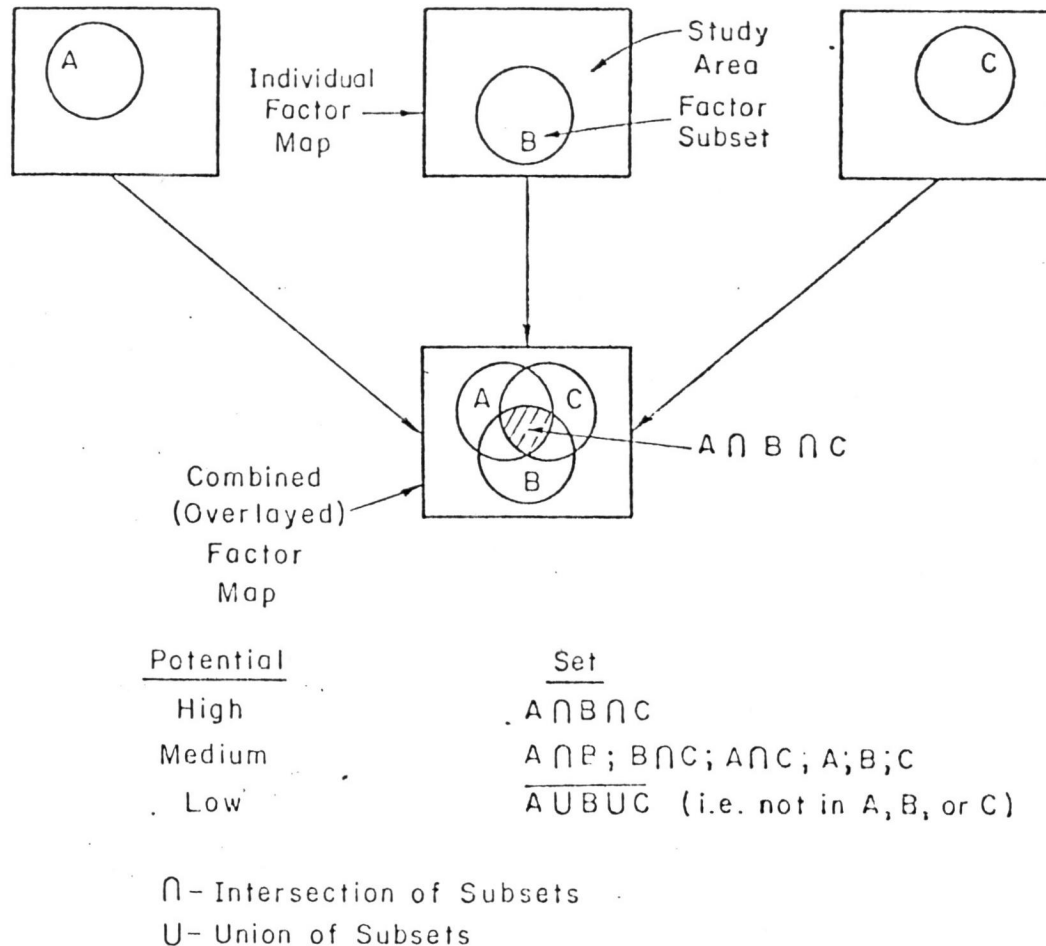 A
Individual
Factor
Map
Study
Area
Factor
Subset
B
C
A
C
B
A ∩ B ∩ C
Combined
(Overlayed)
Factor
Map
Potential Set
High A∩B∩C
Medium A∩B; B∩C; A∩C; A; B; C
Low A∪B∪C (i.e. not in A, B, or C)
∩ – Intersection of Subsets
U – Union of Subsets